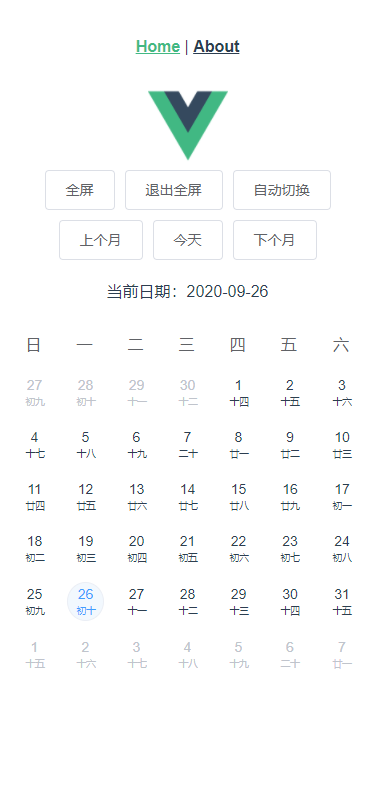 Home | About
全屏 退出全屏 自动切换
上个月 今天 下个月
当前日期：2020-09-26
日 一 二 三 四 五 六
27 28 29 30 1 2 3
初九 初十 十一 十二 十四 十五 十六
4 5 6 7 8 9 10
十七 十八 十九 二十 廿一 廿二 廿三
11 12 13 14 15 16 17
廿四 廿五 廿六 廿七 廿八 廿九 初一
18 19 20 21 22 23 24
初二 初三 初四 初五 初六 初七 初八
25 26 27 28 29 30 31
初九 初十 十一 十二 十三 十四 十五
1 2 3 4 5 6 7
十五 十六 十七 十八 十九 二十 廿一